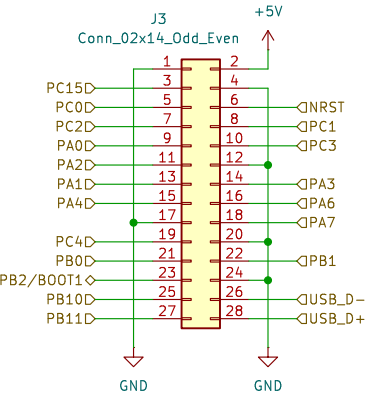 J3
+5V
Conn_02x14_Odd_Even
1 2
PC15 3 4
PC0 5 6 NRST
PC2 7 8 PC1
PA0 9 10 PC3
PA2 11 12
PA1 13 14 PA3
PA4 15 16 PA6
17 18 PA7
PC4 19 20
PB0 21 22 PB1
PB2/BOOT1 23 24
PB10 25 26 USB_D-
PB11 27 28 USB_D+
GND GND